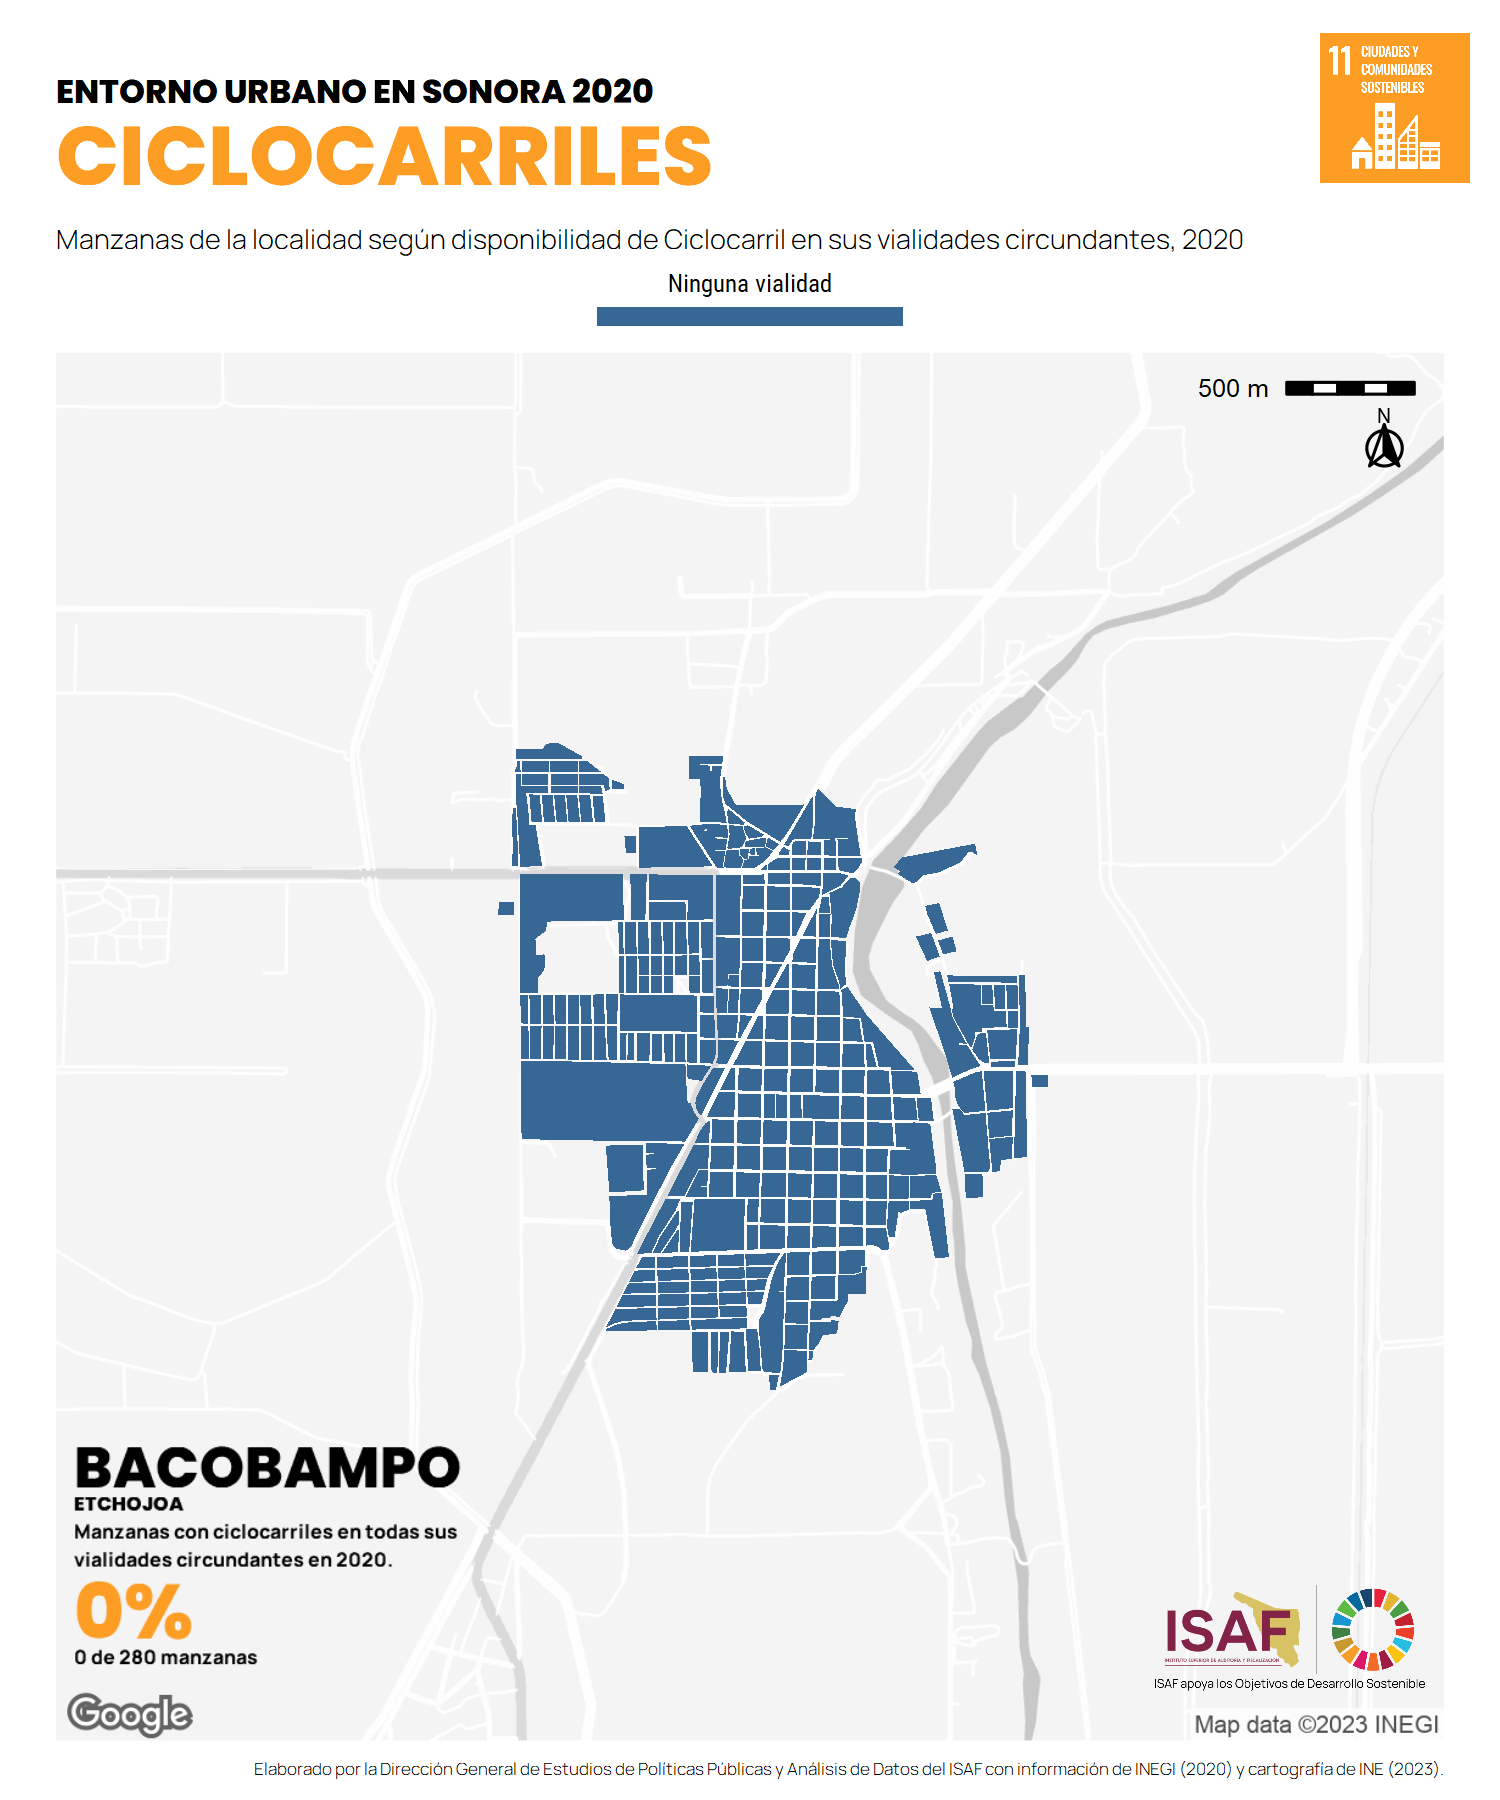 ENTORNO URBANO EN SONORA 2020
CICLOCARRILES
11 CIUDADES Y
COMUNIDADES
SOSTENIBLES
Manzanas de la localidad según disponibilidad de Ciclocarril en sus vialidades circundantes, 2020
Ninguna vialidad
500 m
N
BACOBAMPO
ETCHOJOA
Manzanas con ciclocarriles en todas sus
vialidades circundantes en 2020.
0%
0 de 280 manzanas
Google
ISAF
INSTITUTO SUPERIOR DE AUDITORÍA Y FISCALIZACIÓN
ISAF apoya los Objetivos de Desarrollo Sostenible
Map data ©2023 INEGI
Elaborado por la Dirección General de Estudios de Políticas Públicas y Análisis de Datos del ISAF con información de INEGI (2020) y cartografía de INE (2023).